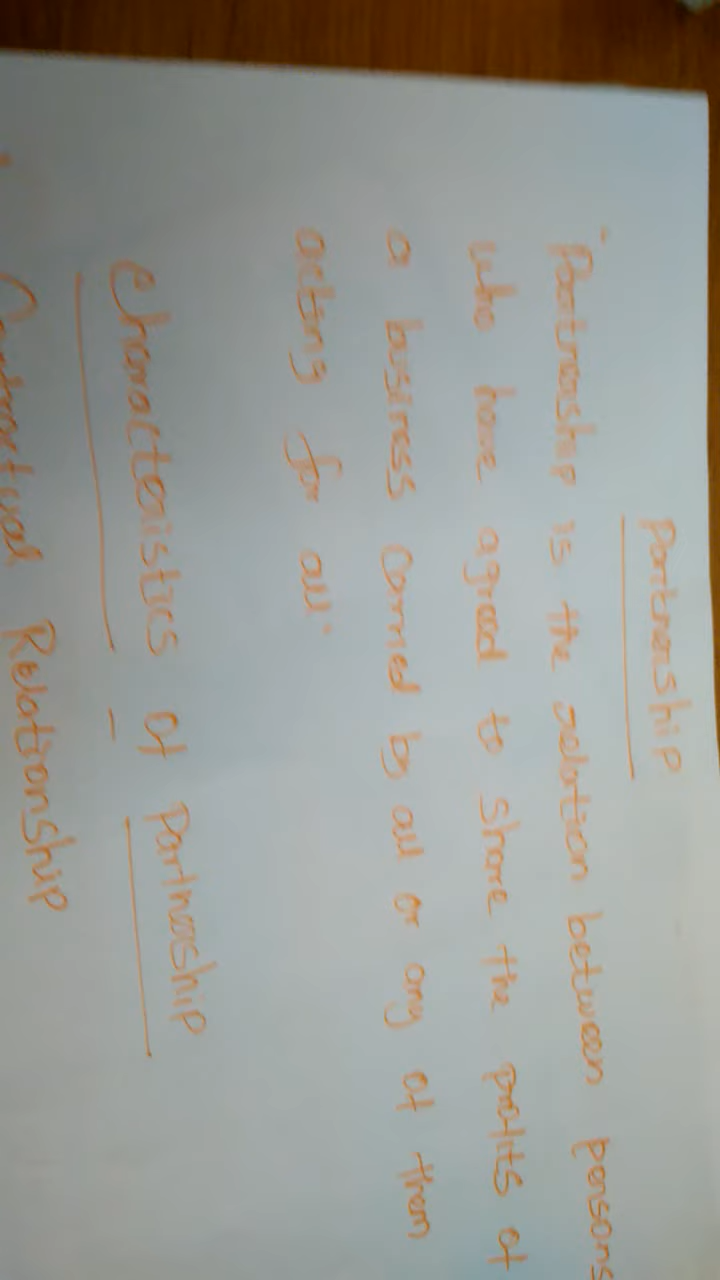 Partnership
"Partnership is the relation between persons
who have agreed to share the profits of
a business carried by all or any of them
acting for all"
Characteristics of Partnership
Contractual Relationship